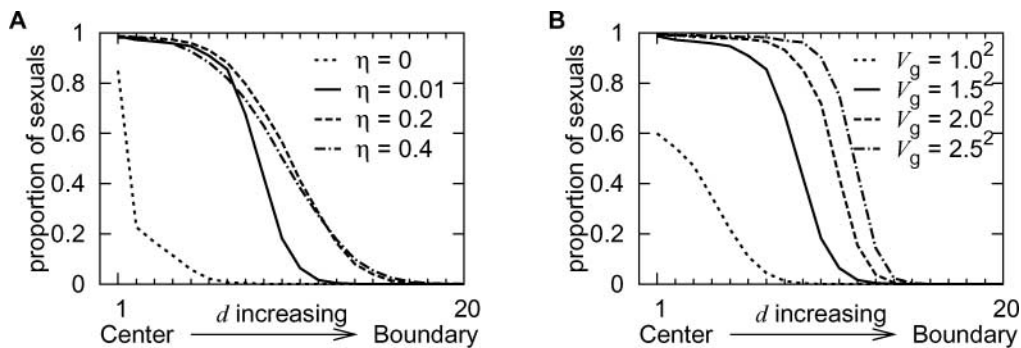 A
proportion of sexuals
1
0.8
0.6
0.4
0.2
0
η = 0
η = 0.01
η = 0.2
η = 0.4
1 20
d increasing
Center Boundary
B
proportion of sexuals
1
0.8
0.6
0.4
0.2
0
Vg = 1.0²
Vg = 1.5²
Vg = 2.0²
Vg = 2.5²
1 20
d increasing
Center Boundary